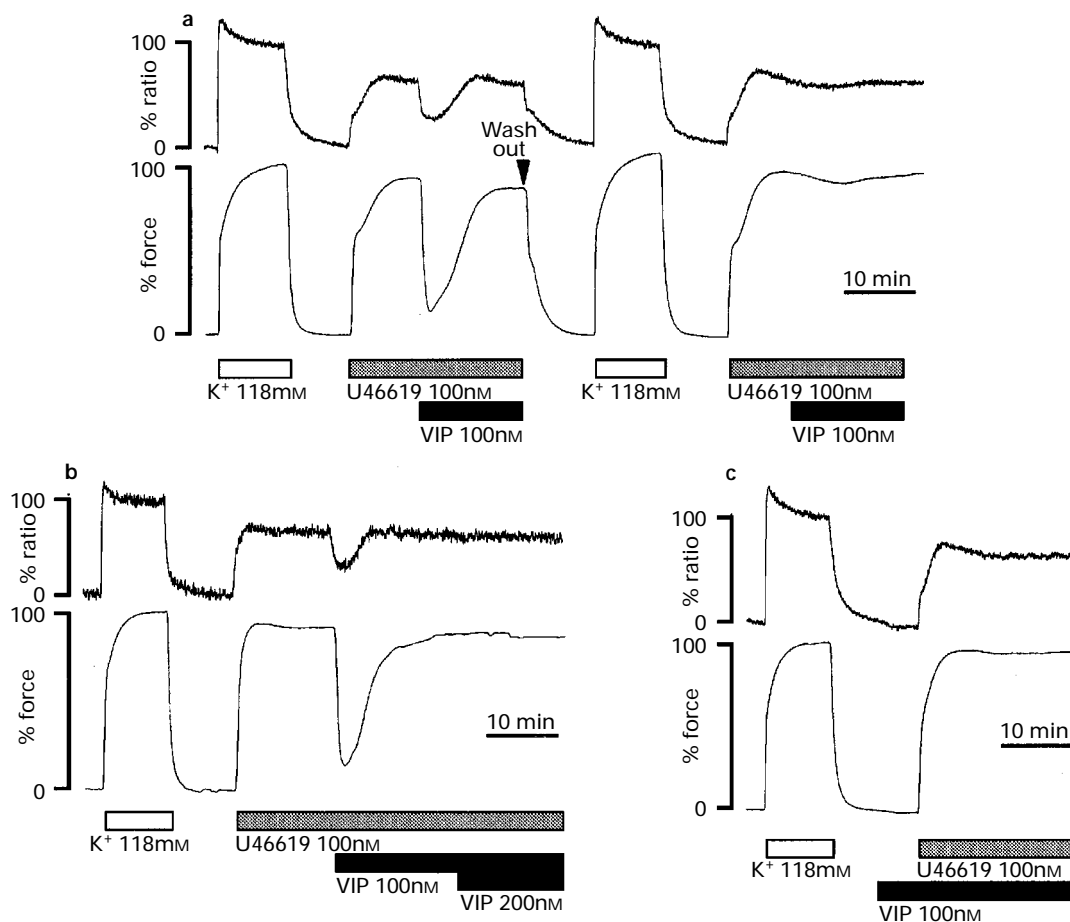 a
100
% ratio
0
Wash
out
100
% force
0
10 min
K⁺ 118mM
U46619 100nM
VIP 100nM
K⁺ 118mM
U46619 100nM
VIP 100nM
b
100
% ratio
0
100
% force
0
10 min
K⁺ 118mM
U46619 100nM
VIP 100nM
VIP 200nM
c
100
% ratio
0
100
% force
0
10 min
K⁺ 118mM
U46619 100nM
VIP 100nM